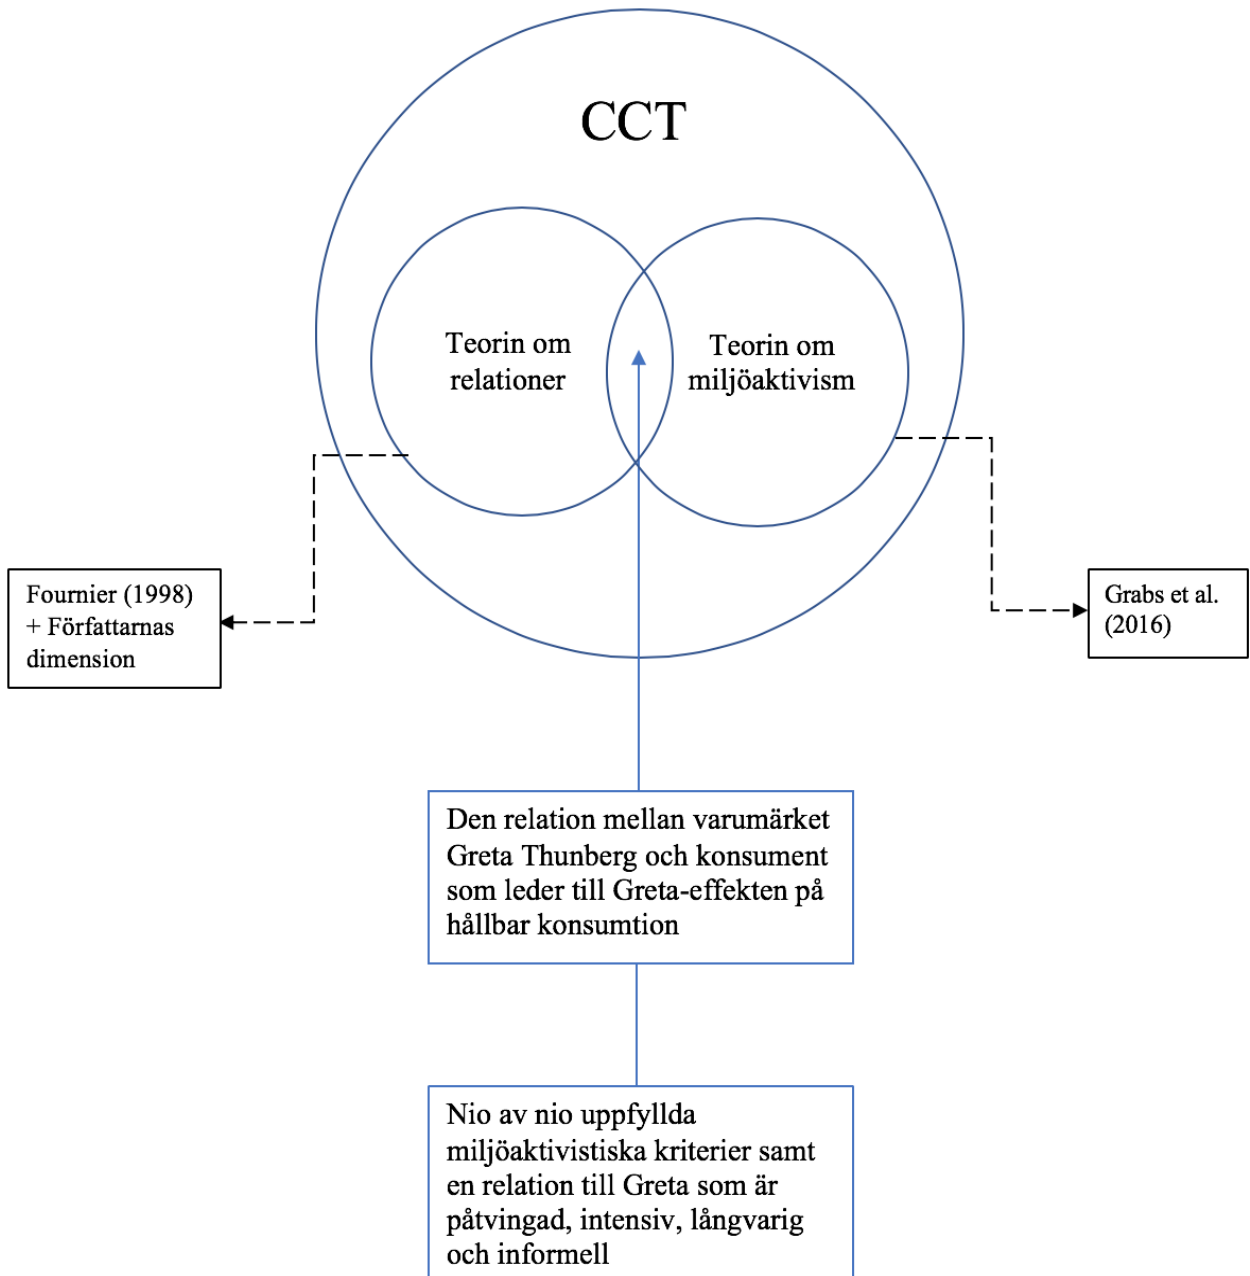 CCT
Teorin om
relationer
Teorin om
miljöaktivism
Fournier (1998)
+ Författarnas
dimension
Grabs et al.
(2016)
Den relation mellan varumärket
Greta Thunberg och konsument
som leder till Greta-effekten på
hållbar konsumtion
Nio av nio uppfyllda
miljöaktivistiska kriterier samt
en relation till Greta som är
påtvingad, intensiv, långvarig
och informell